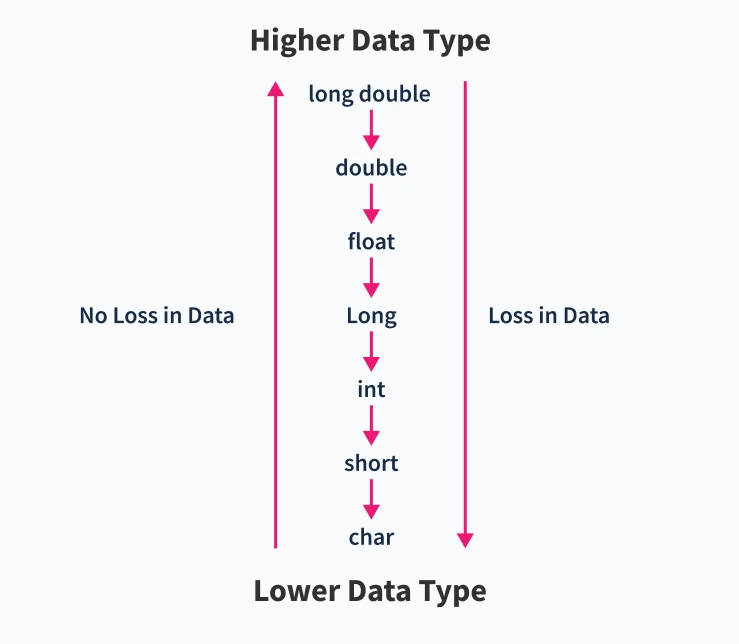 Higher Data Type
long double
double
float
No Loss in Data
Long
Loss in Data
int
short
char
Lower Data Type